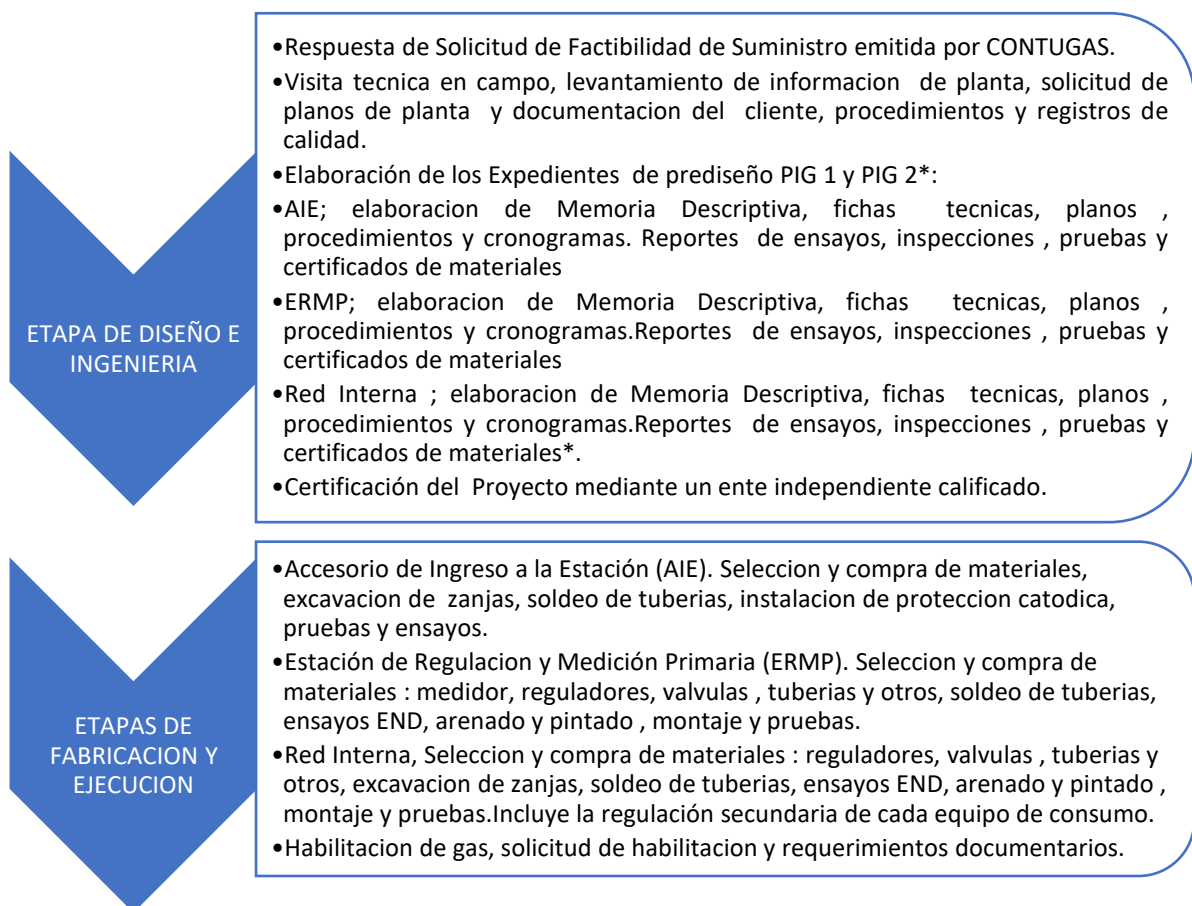 •Respuesta de Solicitud de Factibilidad de Suministro emitida por CONTUGAS.
•Visita tecnica en campo, levantamiento de informacion de planta, solicitud de
planos de planta y documentacion del cliente, procedimientos y registros de
calidad.
•Elaboración de los Expedientes de prediseño PIG 1 y PIG 2*:
•AIE; elaboracion de Memoria Descriptiva, fichas tecnicas, planos ,
procedimientos y cronogramas. Reportes de ensayos, inspecciones , pruebas y
certificados de materiales
•ERMP; elaboracion de Memoria Descriptiva, fichas tecnicas, planos ,
procedimientos y cronogramas.Reportes de ensayos, inspecciones , pruebas y
certificados de materiales
•Red Interna ; elaboracion de Memoria Descriptiva, fichas tecnicas, planos ,
procedimientos y cronogramas.Reportes de ensayos, inspecciones , pruebas y
certificados de materiales*.
•Certificación del Proyecto mediante un ente independiente calificado.
ETAPA DE DISEÑO E
INGENIERIA
•Accesorio de Ingreso a la Estación (AIE). Seleccion y compra de materiales,
excavacion de zanjas, soldeo de tuberias, instalacion de proteccion catodica,
pruebas y ensayos.
•Estación de Regulacion y Medición Primaria (ERMP). Seleccion y compra de
materiales : medidor, reguladores, valvulas , tuberias y otros, soldeo de tuberias,
ensayos END, arenado y pintado , montaje y pruebas.
•Red Interna, Seleccion y compra de materiales : reguladores, valvulas , tuberias y
otros, excavacion de zanjas, soldeo de tuberias, ensayos END, arenado y pintado ,
montaje y pruebas.Incluye la regulación secundaria de cada equipo de consumo.
•Habilitacion de gas, solicitud de habilitacion y requerimientos documentarios.
ETAPAS DE
FABRICACION Y
EJECUCION